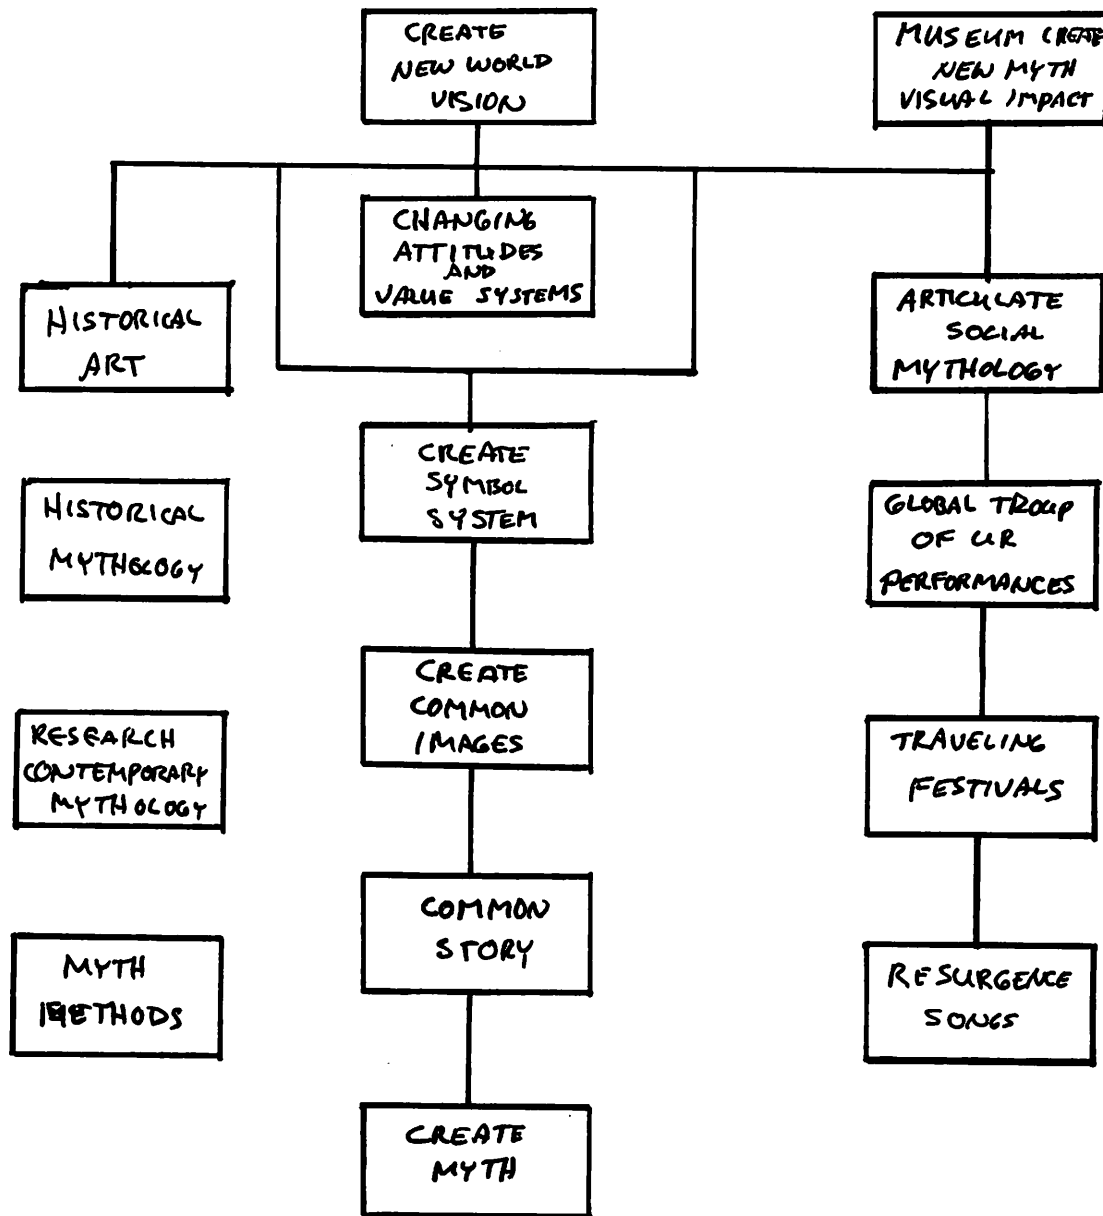 CREATE
NEW WORLD
VISION
MUSEUM CREATE
NEW MYTH
VISUAL IMPACT
CHANGING
ATTITUDES
AND
VALUE SYSTEMS
HISTORICAL
ART
ARTICULATE
SOCIAL
MYTHOLOGY
CREATE
SYMBOL
SYSTEM
HISTORICAL
MYTHOLOGY
GLOBAL TROUP
OF UR
PERFORMANCES
CREATE
COMMON
IMAGES
RESEARCH
CONTEMPORARY
MYTHOLOGY
TRAVELING
FESTIVALS
COMMON
STORY
MYTH
METHODS
RESURGENCE
SONGS
CREATE
MYTH